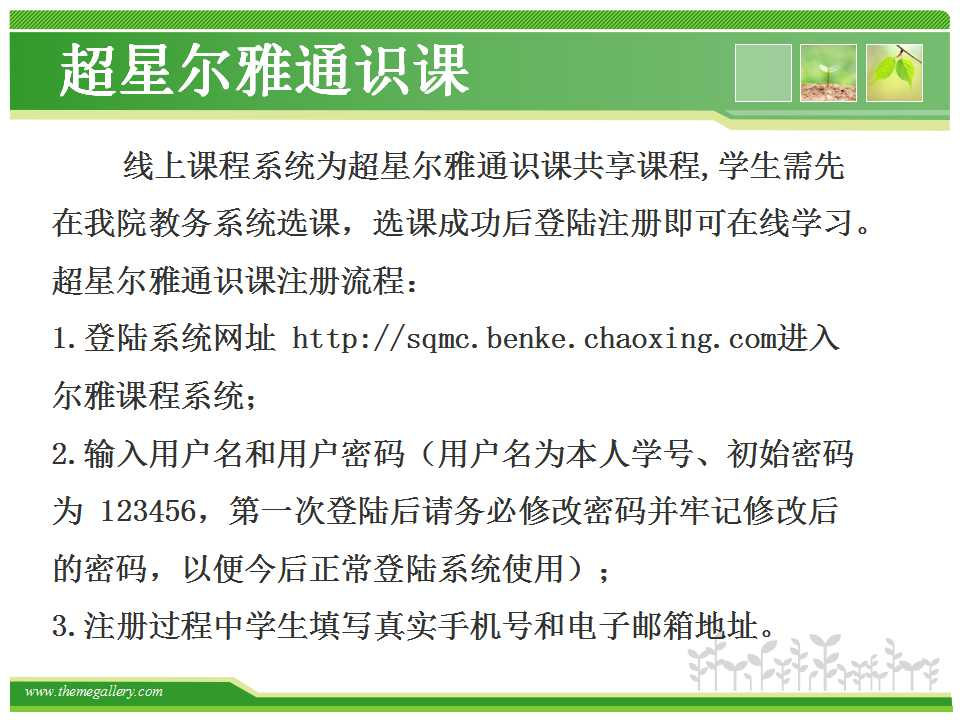 超星尔雅通识课
线上课程系统为超星尔雅通识课共享课程,学生需先
在我院教务系统选课，选课成功后登陆注册即可在线学习。
超星尔雅通识课注册流程：
1.登陆系统网址 http://sqmc.benke.chaoxing.com进入
尔雅课程系统；
2.输入用户名和用户密码（用户名为本人学号、初始密码
为 123456，第一次登陆后请务必修改密码并牢记修改后
的密码，以便今后正常登陆系统使用）；
3.注册过程中学生填写真实手机号和电子邮箱地址。
www.themegallery.com